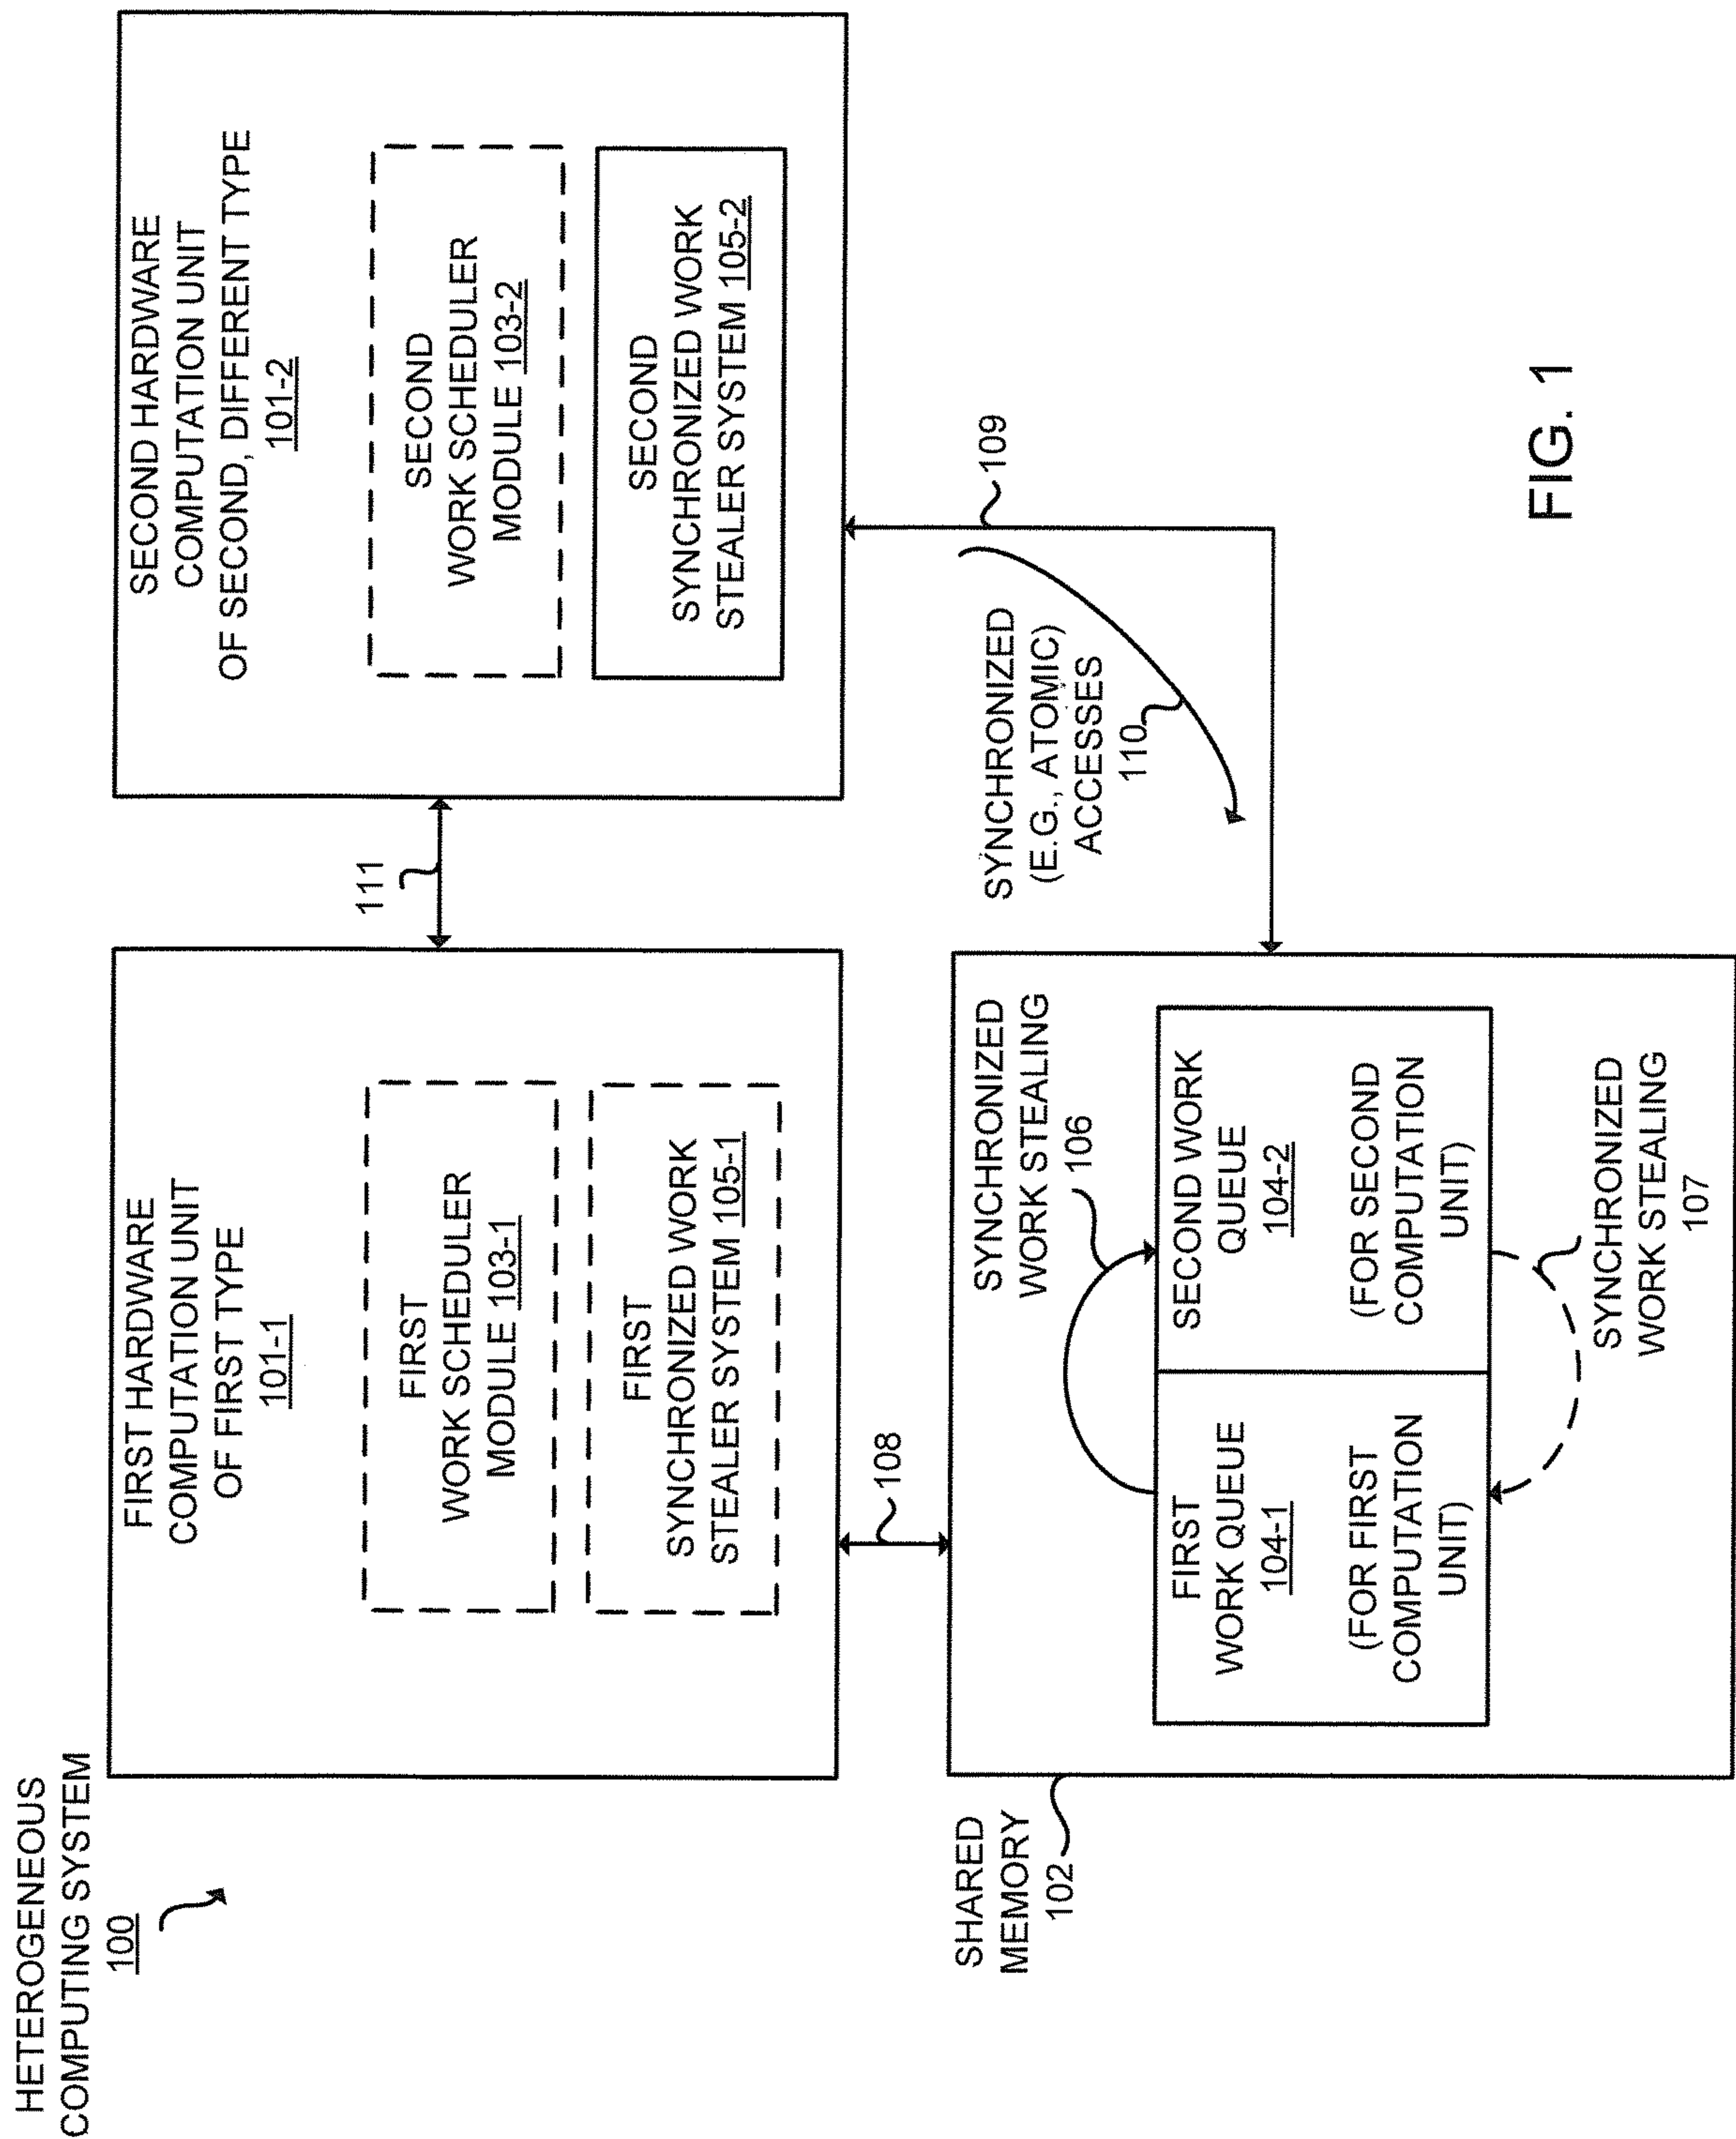 HETEROGENEOUS
COMPUTING SYSTEM
100
FIRST HARDWARE
COMPUTATION UNIT
OF FIRST TYPE
101-1
FIRST
WORK SCHEDULER
MODULE 103-1
FIRST
SYNCHRONIZED WORK
STEALER SYSTEM 105-1
111
SECOND HARDWARE
COMPUTATION UNIT
OF SECOND, DIFFERENT TYPE
101-2
SECOND
WORK SCHEDULER
MODULE 103-2
SECOND
SYNCHRONIZED WORK
STEALER SYSTEM 105-2
108
109
SYNCHRONIZED
(E.G., ATOMIC)
ACCESSES
110
SHARED
MEMORY
102
SYNCHRONIZED
WORK STEALING
106
FIRST
WORK QUEUE
104-1
(FOR FIRST
COMPUTATION
UNIT)
SECOND WORK
QUEUE
104-2
(FOR SECOND
COMPUTATION
UNIT)
SYNCHRONIZED
WORK STEALING
107
FIG. 1